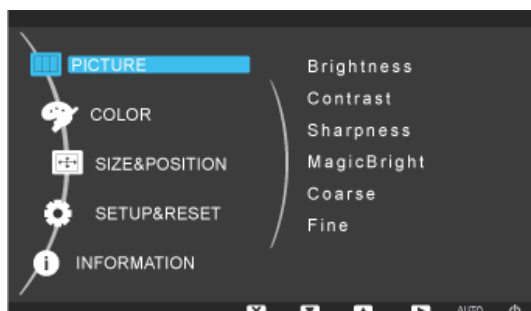 PICTURE
COLOR
SIZE&POSITION
SETUP&RESET
INFORMATION
Brightness
Contrast
Sharpness
MagicBright
Coarse
Fine
AUTO